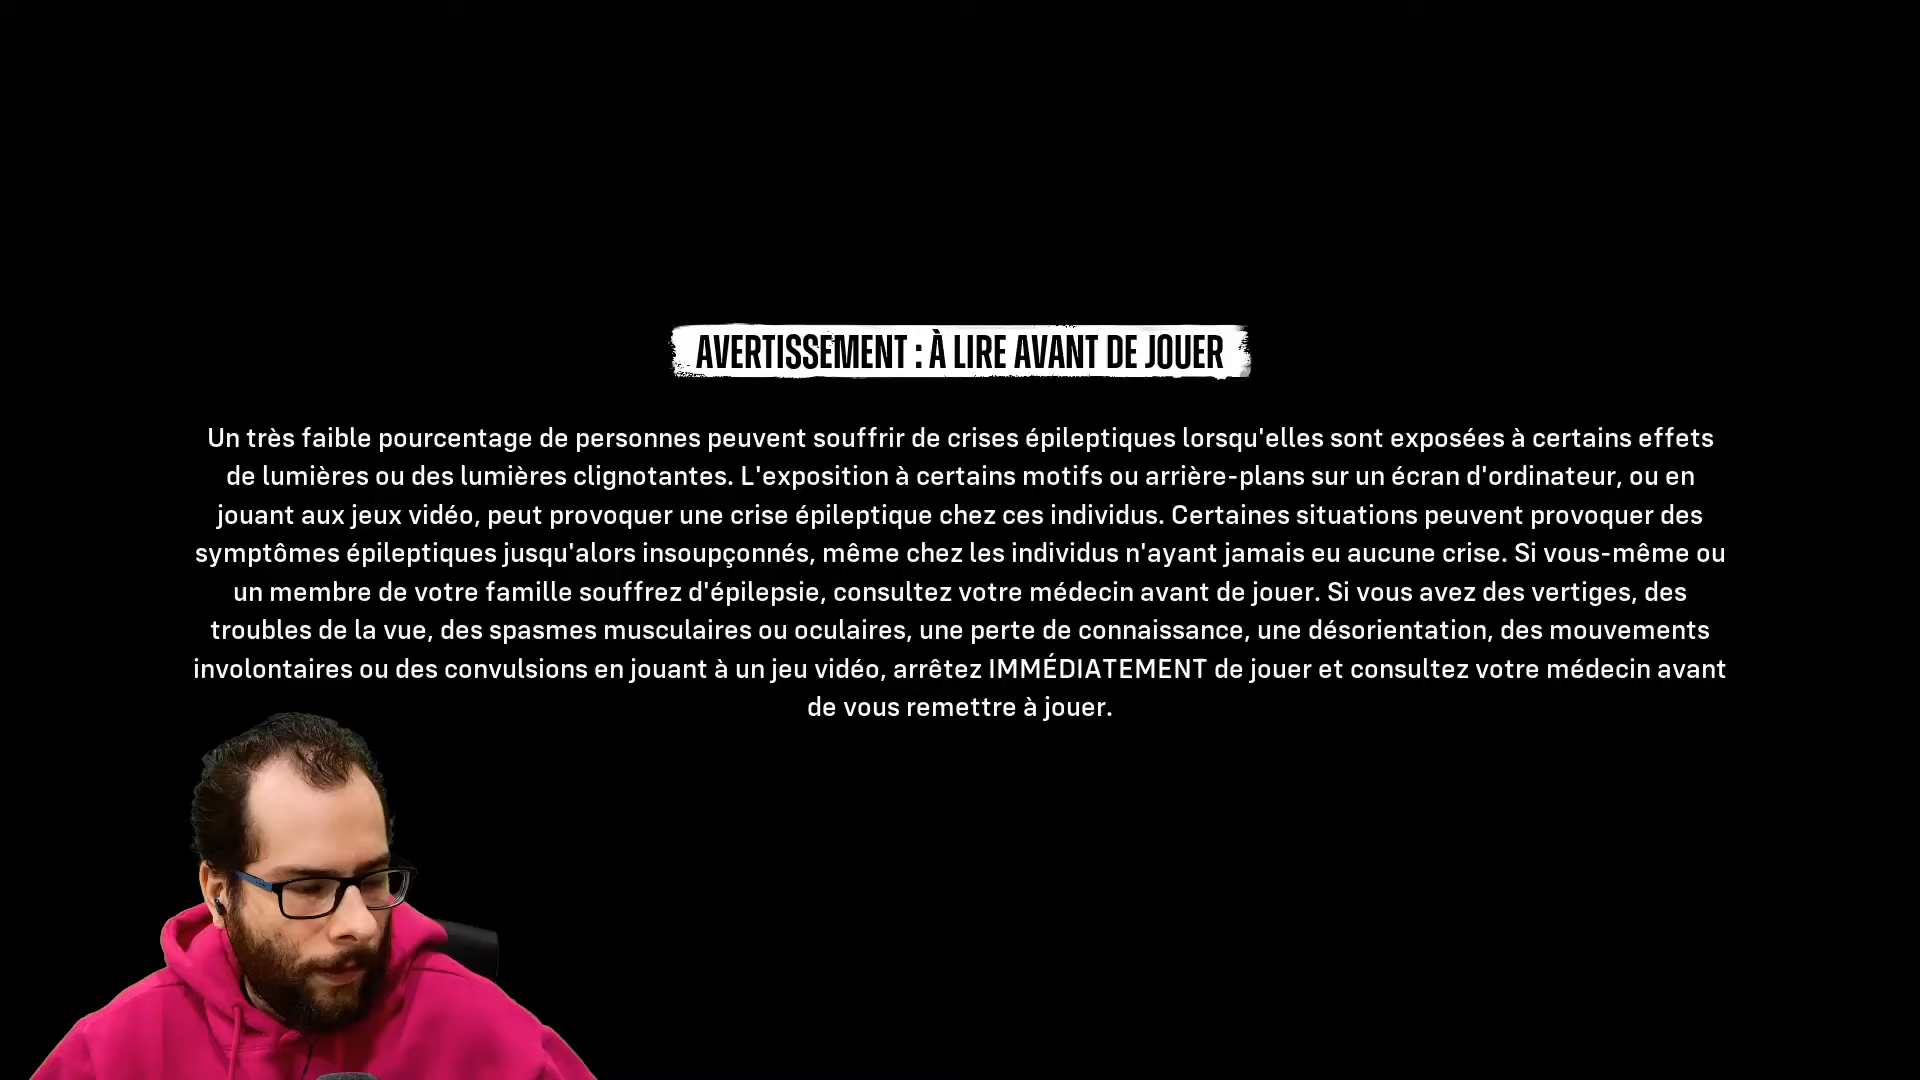 AVERTISSEMENT : À LIRE AVANT DE JOUER
Un très faible pourcentage de personnes peuvent souffrir de crises épileptiques lorsqu'elles sont exposées à certains effets
de lumières ou des lumières clignotantes. L'exposition à certains motifs ou arrière-plans sur un écran d'ordinateur, ou en
jouant aux jeux vidéo, peut provoquer une crise épileptique chez ces individus. Certaines situations peuvent provoquer des
symptômes épileptiques jusqu'alors insoupçonnés, même chez les individus n'ayant jamais eu aucune crise. Si vous-même ou
un membre de votre famille souffrez d'épilepsie, consultez votre médecin avant de jouer. Si vous avez des vertiges, des
troubles de la vue, des spasmes musculaires ou oculaires, une perte de connaissance, une désorientation, des mouvements
involontaires ou des convulsions en jouant à un jeu vidéo, arrêtez IMMÉDIATEMENT de jouer et consultez votre médecin avant
de vous remettre à jouer.